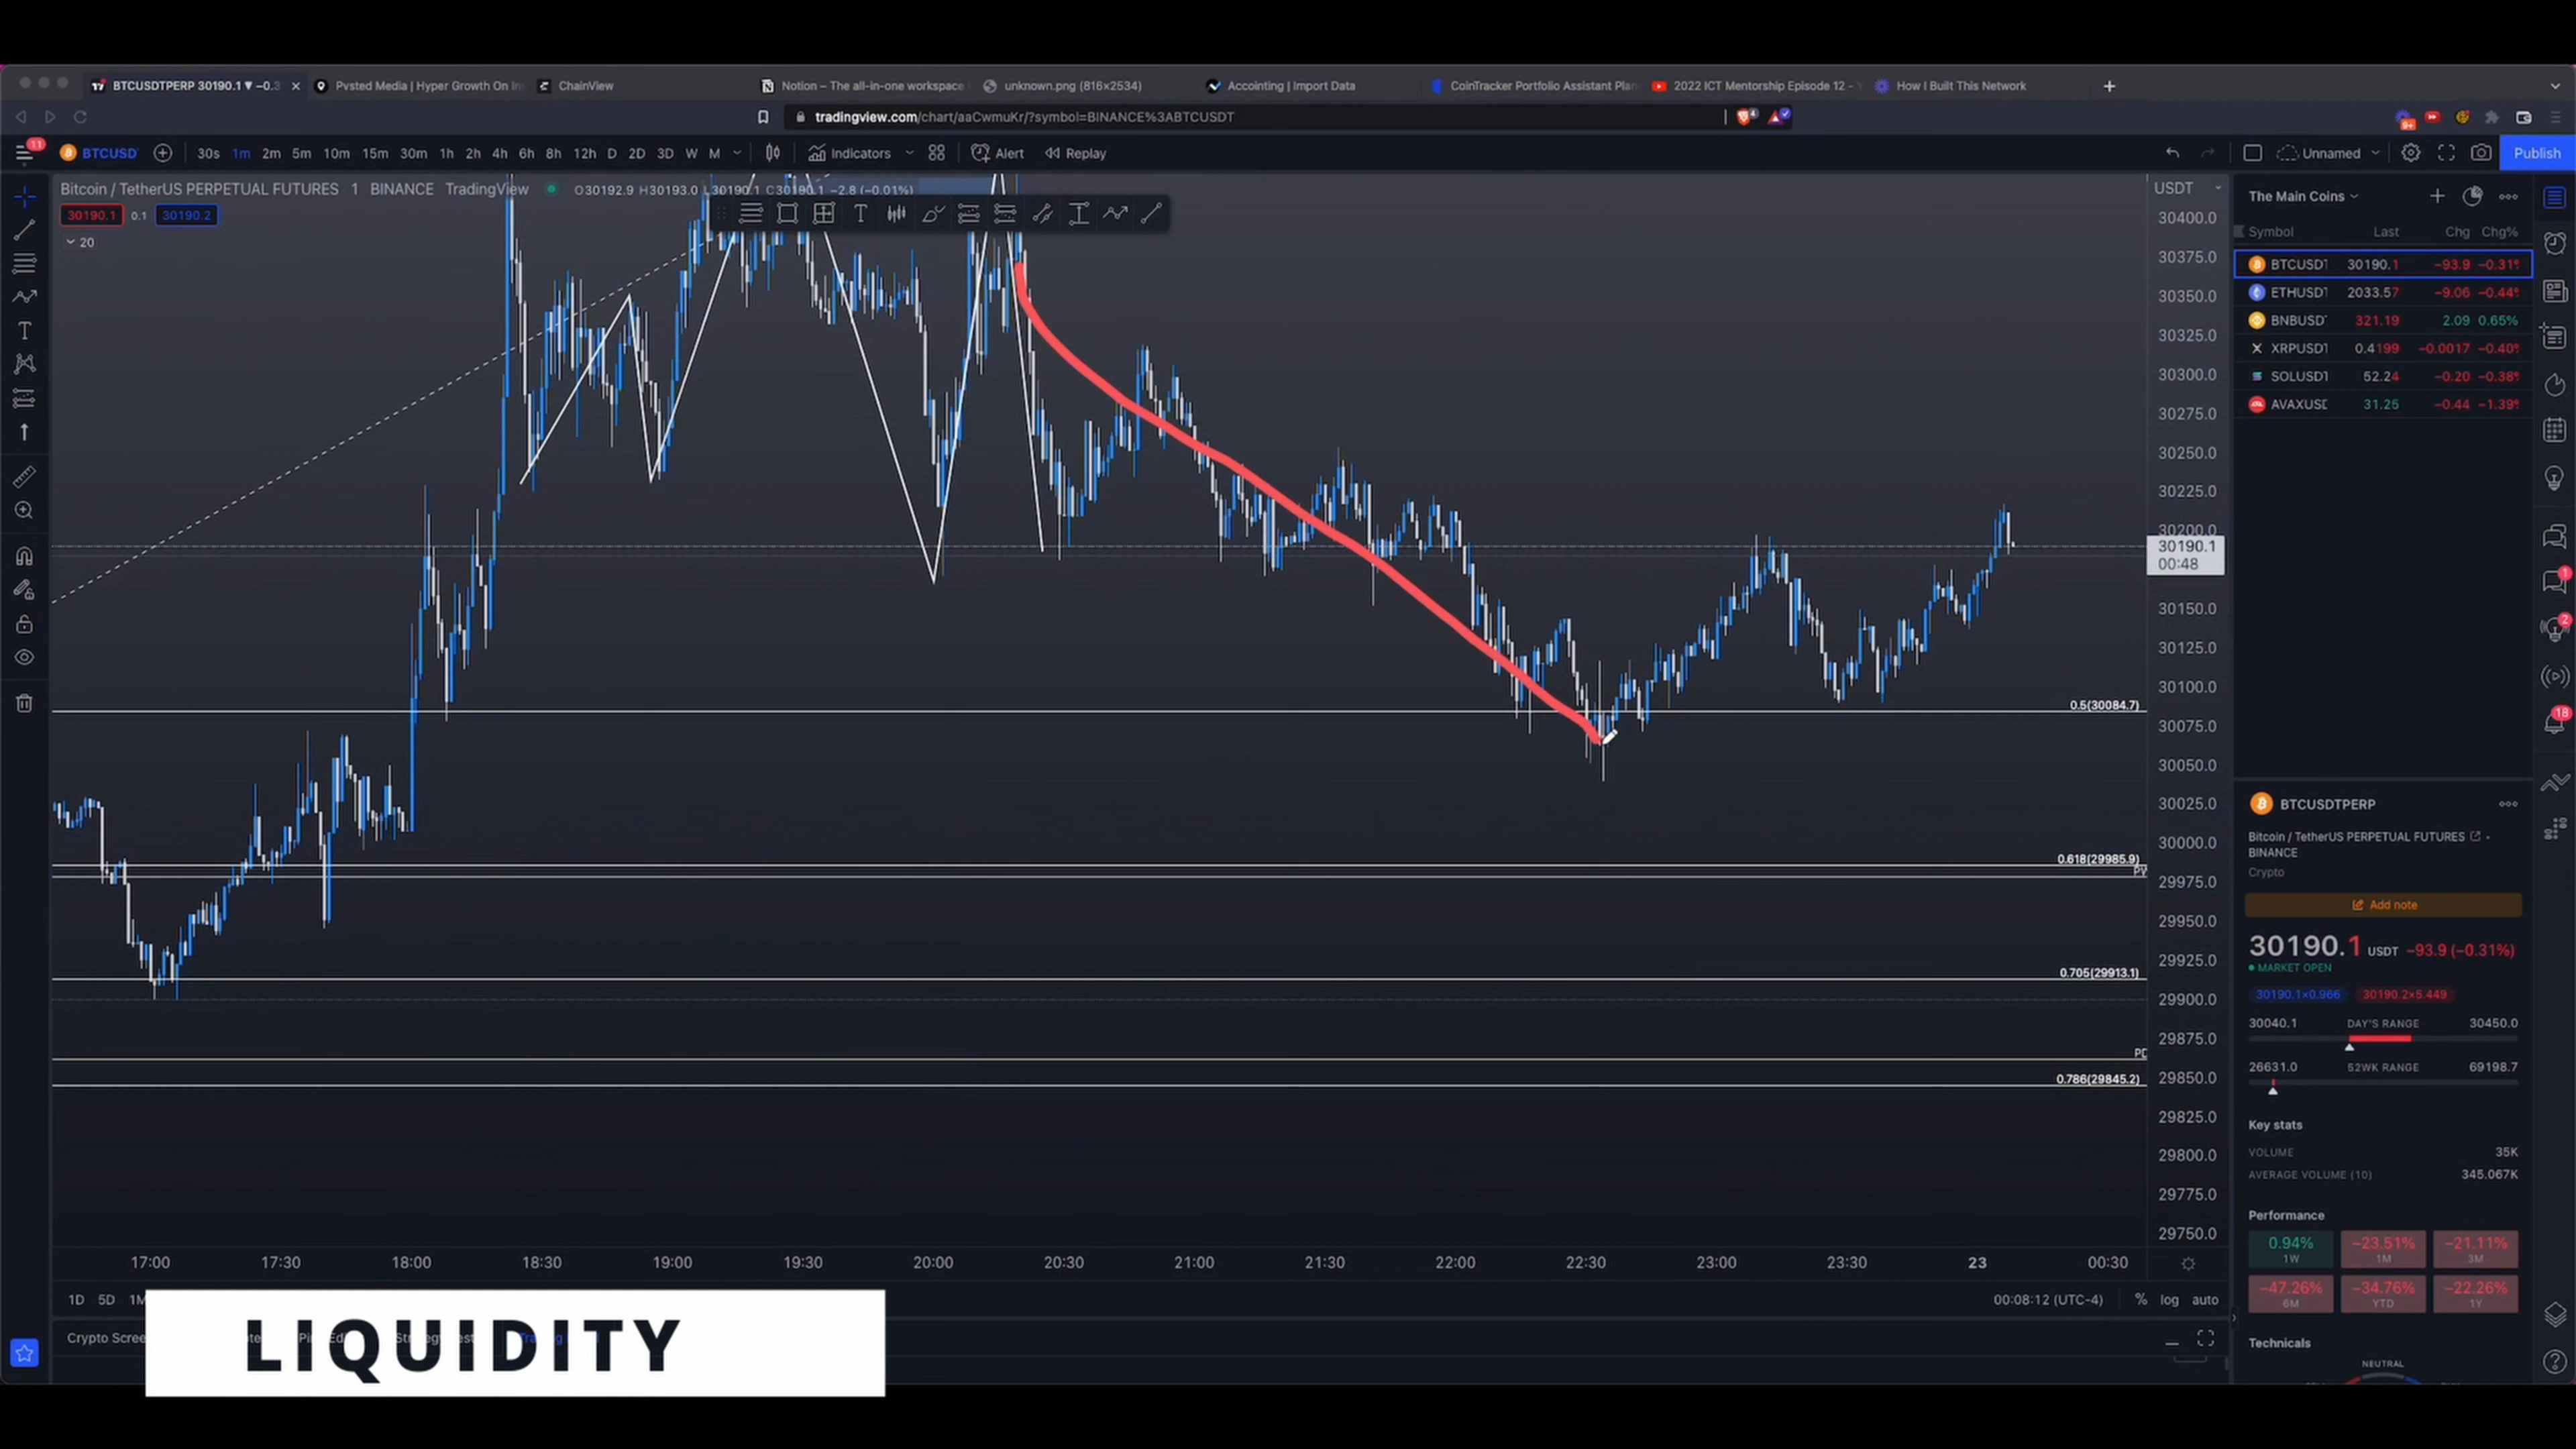 BTCUSDTPERP 30190.1 ▼ −0.3
Pvsted Media | Hyper Growth On In
ChainView
Notion – The all-in-one workspace
unknown.png (816×2534)
Accointing | Import Data
CoinTracker Portfolio Assistant Plan
2022 ICT Mentorship Episode 12 -
How I Built This Network
tradingview.com/chart/aaCwmuKr/?symbol=BINANCE%3ABTCUSDT
11
BTCUSD
30s 1m 2m 5m 10m 15m 30m 1h 2h 4h 6h 8h 12h D 2D 3D W M
Indicators
Alert
Replay
Unnamed
Publish
Bitcoin / TetherUS PERPETUAL FUTURES 1 BINANCE TradingView
O30192.9 H30193.0 L30190.1 C30190.1 −2.8 (−0.01%)
30190.1 0.1 30190.2
20
USDT
30400.0
30375.0
30350.0
30325.0
30300.0
30275.0
30250.0
30225.0
30200.0
30190.1
00:48
30150.0
30125.0
30100.0
30075.0
30050.0
30025.0
30000.0
29975.0
29950.0
29925.0
29900.0
29875.0
29850.0
29825.0
29800.0
29775.0
29750.0
0.5(30084.7)
0.618(29985.9)
0.705(29913.1)
0.786(29845.2)
17:00 17:30 18:00 18:30 19:00 19:30 20:00 20:30 21:00 21:30 22:00 22:30 23:00 23:30 23 00:30
1D 5D
00:08:12 (UTC-4) % log auto
Crypto Scree
LIQUIDITY
The Main Coins
Symbol Last Chg Chg%
BTCUSDT 30190.1 −93.9 −0.31%
ETHUSDT 2033.57 −9.06 −0.44%
BNBUSD 321.19 2.09 0.65%
XRPUSDT 0.4199 −0.0017 −0.40%
SOLUSDT 52.24 −0.20 −0.38%
AVAXUSD 31.25 −0.44 −1.39%
BTCUSDTPERP
Bitcoin / TetherUS PERPETUAL FUTURES
BINANCE
Crypto
Add note
30190.1 USDT −93.9 (−0.31%)
MARKET OPEN
30190.1×0.966 30190.2×5.449
30040.1 DAY'S RANGE 30450.0
26631.0 52WK RANGE 69198.7
Key stats
VOLUME 35K
AVERAGE VOLUME (10) 345.067K
Performance
0.94% −23.51% −21.11%
1W 1M 3M
−47.26% −34.76% −22.26%
6M YTD 1Y
Technicals
NEUTRAL
1
2
18